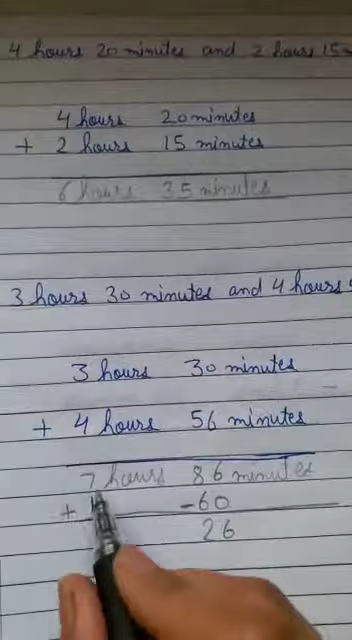 4 hours 20 minutes and 2 hours 15
4 hours 20 minutes
+ 2 hours 15 minutes
6 hours 35 minutes
3 hours 30 minutes and 4 hours
3 hours 30 minutes
+ 4 hours 56 minutes
7 hours 86 minutes
+ -60
26